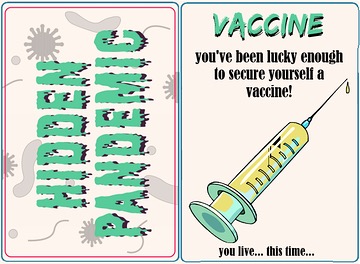 HIDDEN
PANDEMIC
VACCINE
you've been lucky enough
to secure yourself a
vaccine!
you live... this time...